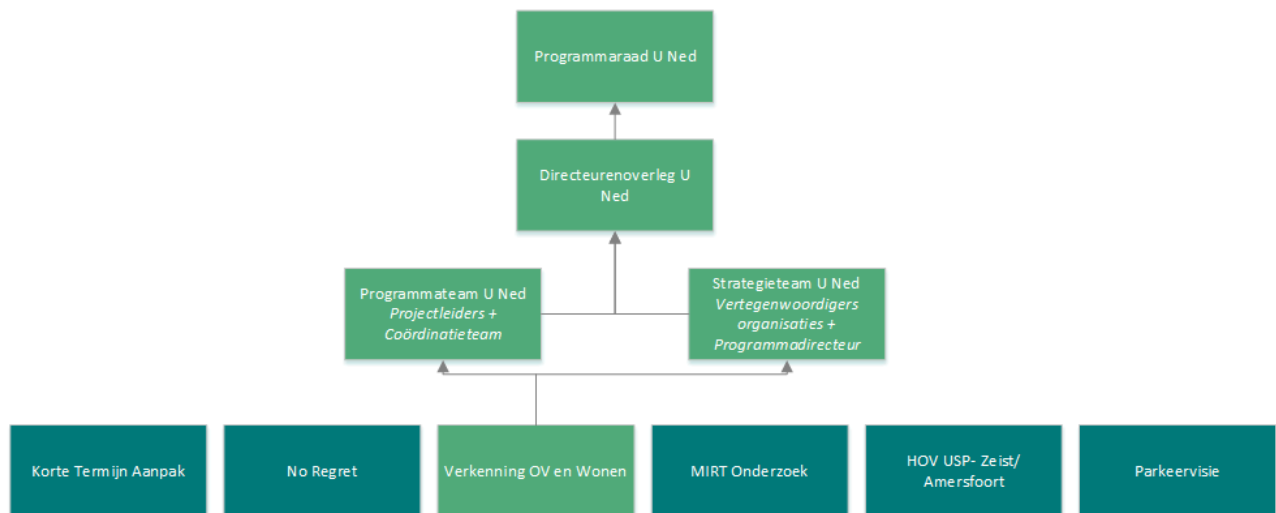 Programmaraad U Ned
Directeurenoverleg U
Ned
Programmateam U Ned
Projectleiders +
Coördinatieteam
Strategieteam U Ned
Vertegenwoordigers
organisaties +
Programmadirecteur
Korte Termijn Aanpak
No Regret
Verkenning OV en Wonen
MIRT Onderzoek
HOV USP- Zeist/
Amersfoort
Parkeervisie